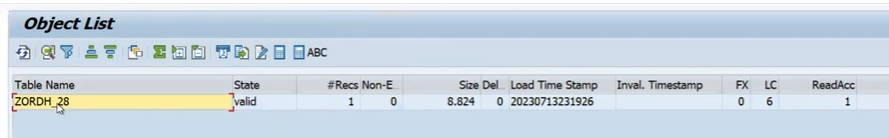 Object List
ABC
Table Name State #Recs Non-E... Size Del... Load Time Stamp Inval. Timestamp FX LC ReadAcc
ZORDH_28 valid 1 0 8.824 0 20230713231926 0 6 1